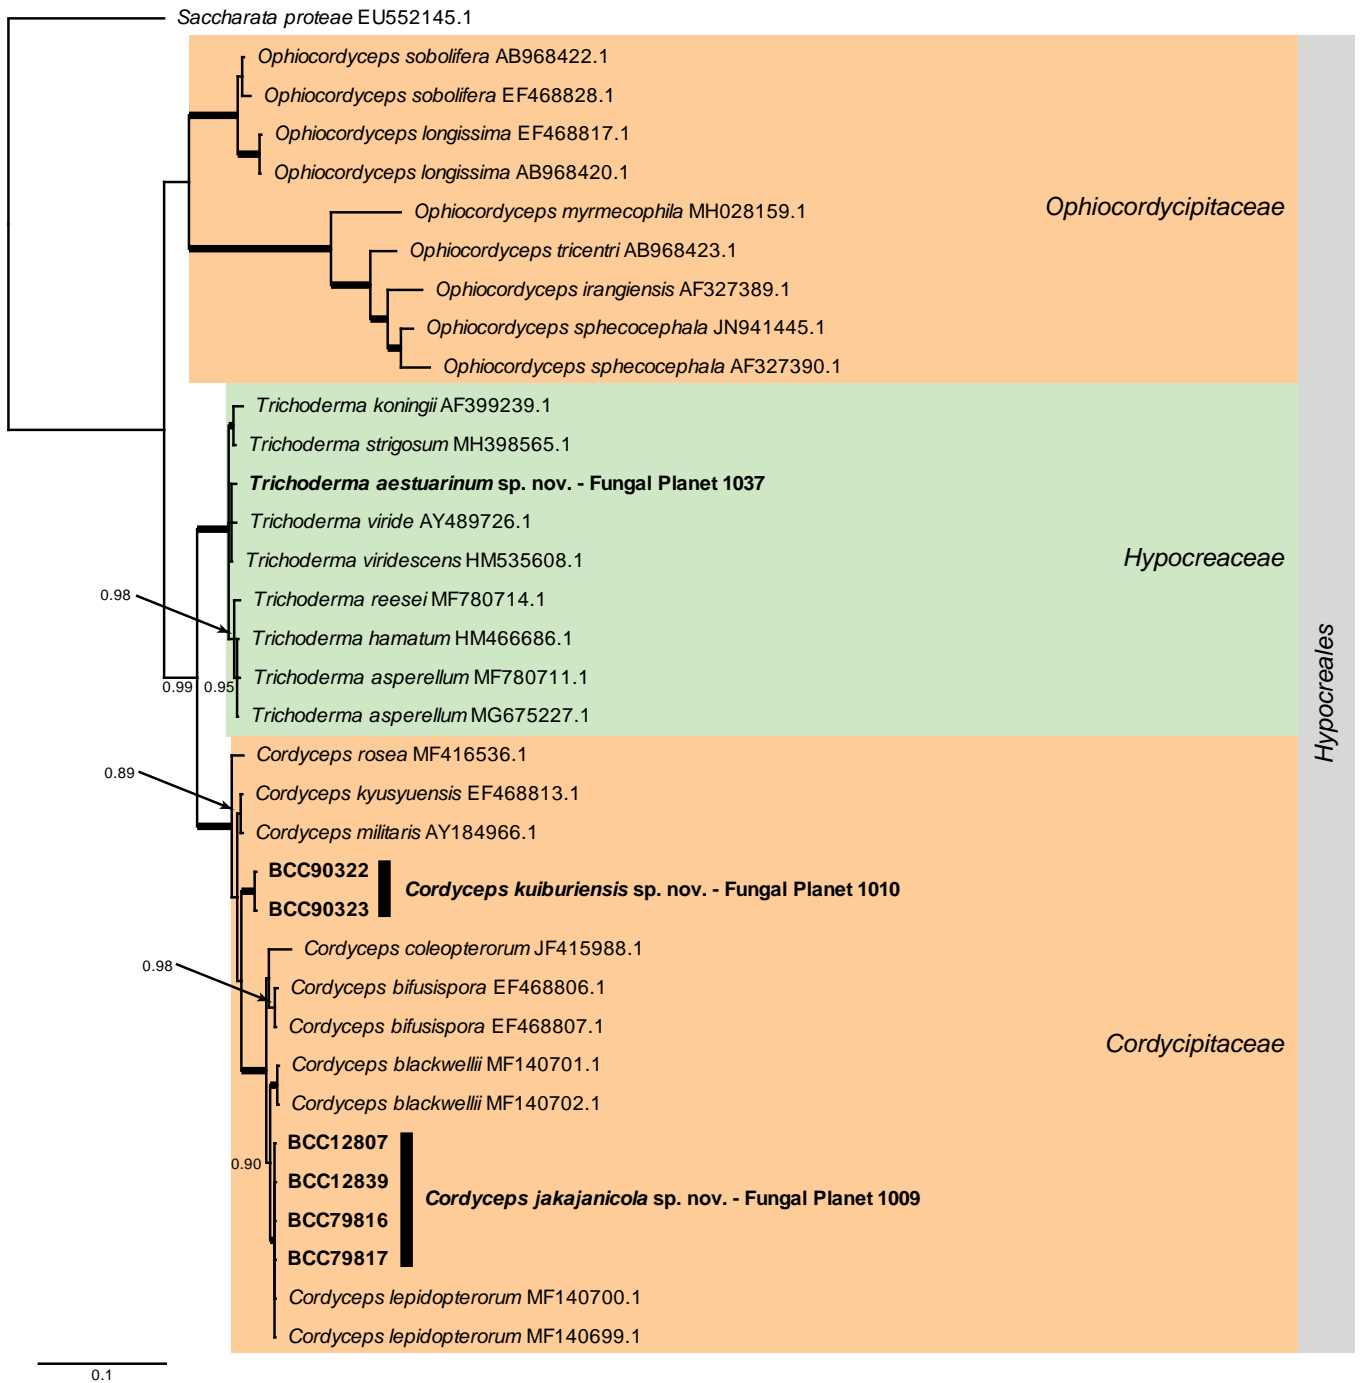 Saccharata proteae EU552145.1
Ophiocordyceps sobolifera AB968422.1
Ophiocordyceps sobolifera EF468828.1
Ophiocordyceps longissima EF468817.1
Ophiocordyceps longissima AB968420.1
Ophiocordyceps myrmecophila MH028159.1
Ophiocordycipitaceae
Ophiocordyceps tricentri AB968423.1
Ophiocordyceps irangiensis AF327389.1
Ophiocordyceps sphecocephala JN941445.1
Ophiocordyceps sphecocephala AF327390.1
Trichoderma koningii AF399239.1
Trichoderma strigosum MH398565.1
Trichoderma aestuarinum sp. nov. - Fungal Planet 1037
Trichoderma viride AY489726.1
Trichoderma viridescens HM535608.1
Hypocreaceae
Trichoderma reesei MF780714.1
0.98
Trichoderma hamatum HM466686.1
Trichoderma asperellum MF780711.1
0.99
0.95
Trichoderma asperellum MG675227.1
Hypocreales
Cordyceps rosea MF416536.1
0.89
Cordyceps kyusyuensis EF468813.1
Cordyceps militaris AY184966.1
BCC90322
Cordyceps kuiburiensis sp. nov. - Fungal Planet 1010
BCC90323
Cordyceps coleopterorum JF415988.1
0.98
Cordyceps bifusispora EF468806.1
Cordyceps bifusispora EF468807.1
Cordycipitaceae
Cordyceps blackwellii MF140701.1
Cordyceps blackwellii MF140702.1
BCC12807
0.90
BCC12839
Cordyceps jakajanicola sp. nov. - Fungal Planet 1009
BCC79816
BCC79817
Cordyceps lepidopterorum MF140700.1
Cordyceps lepidopterorum MF140699.1
0.1